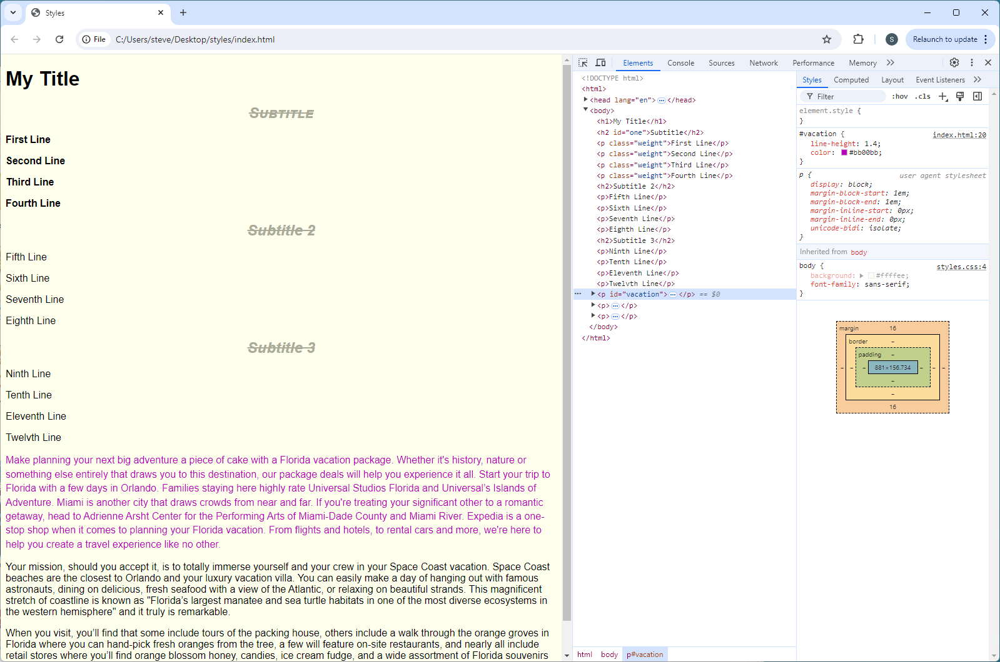 Styles
File C:/Users/steve/Desktop/styles/index.html S Relaunch to update
My Title
Subtitle
First Line
Second Line
Third Line
Fourth Line
Subtitle 2
Fifth Line
Sixth Line
Seventh Line
Eighth Line
Subtitle 3
Ninth Line
Tenth Line
Eleventh Line
Twelvth Line
Make planning your next big adventure a piece of cake with a Florida vacation package. Whether it's history, nature or
something else entirely that draws you to this destination, our package deals will help you experience it all. Start your trip to
Florida with a few days in Orlando. Families staying here highly rate Universal Studios Florida and Universal’s Islands of
Adventure. Miami is another city that draws crowds from near and far. If you're treating your significant other to a romantic
getaway, head to Adrienne Arsht Center for the Performing Arts of Miami-Dade County and Miami River. Expedia is a one-
stop shop when it comes to planning your Florida vacation. From flights and hotels, to rental cars and more, we're here to
help you create a travel experience like no other.
Your mission, should you accept it, is to totally immerse yourself and your crew in your Space Coast vacation. Space Coast
beaches are the closest to Orlando and your luxury vacation villa. You can easily make a day of hanging out with famous
astronauts, dining on delicious, fresh seafood with a view of the Atlantic, or relaxing on beautiful strands. This magnificent
stretch of coastline is known as "Florida’s largest manatee and sea turtle habitats in one of the most diverse ecosystems in
the western hemisphere" and it truly is remarkable.
When you visit, you’ll find that some include tours of the packing house, others include a walk through the orange groves in
Florida where you can hand-pick fresh oranges from the tree, a few will feature on-site restaurants, and nearly all include
retail stores where you’ll find orange blossom honey, candies, ice cream fudge, and a wide assortment of Florida souvenirs
Elements Console Sources Network Performance Memory
<!DOCTYPE html>
<html>
<head lang="en"> ••• </head>
<body>
<h1>My Title</h1>
<h2 id="one">Subtitle</h2>
<p class="weight">First Line</p>
<p class="weight">Second Line</p>
<p class="weight">Third Line</p>
<p class="weight">Fourth Line</p>
<h2>Subtitle 2</h2>
<p>Fifth Line</p>
<p>Sixth Line</p>
<p>Seventh Line</p>
<p>Eighth Line</p>
<h2>Subtitle 3</h2>
<p>Ninth Line</p>
<p>Tenth Line</p>
<p>Eleventh Line</p>
<p>Twelvth Line</p>
••• <p id="vacation"> ••• </p> == $0
<p> ••• </p>
<p> ••• </p>
</body>
</html>
html body p#vacation
Styles Computed Layout Event Listeners
Filter :hov .cls
element.style {
}
#vacation { index.html:20
line-height: 1.4;
color: #bb00bb;
}
p { user agent stylesheet
display: block;
margin-block-start: 1em;
margin-block-end: 1em;
margin-inline-start: 0px;
margin-inline-end: 0px;
unicode-bidi: isolate;
}
Inherited from body
body { styles.css:4
background: #ffffee;
font-family: sans-serif;
}
margin 16
border –
padding –
– – – 881×156.734 – – –
–
–
16